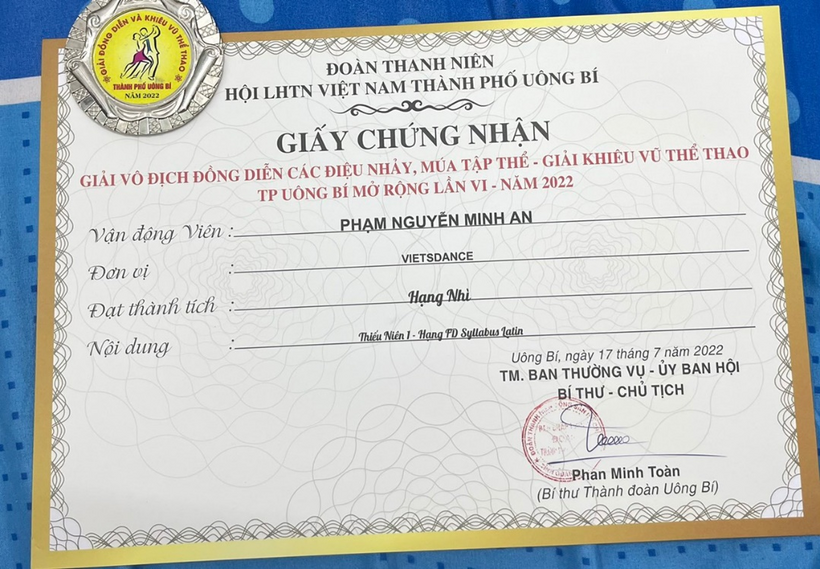 GIẢI ĐỒNG DIỄN VÀ KHIÊU VŨ THỂ THAO
THÀNH PHỐ UÔNG BÍ
NĂM 2022
ĐOÀN THANH NIÊN
HỘI LHTN VIỆT NAM THÀNH PHỐ UÔNG BÍ
GIẤY CHỨNG NHẬN
GIẢI VÔ ĐỊCH ĐỒNG DIỄN CÁC ĐIỆU NHẢY, MÚA TẬP THỂ - GIẢI KHIÊU VŨ THỂ THAO
TP UÔNG BÍ MỞ RỘNG LẦN VI - NĂM 2022
Vận động Viên : PHẠM NGUYỄN MINH AN
Đơn vị : VIETSDANCE
Đạt thành tích : Hạng Nhì
Nội dung : Thiếu Niên 1 - Hạng FD Syllabus Latin
Uông Bí, ngày 17 tháng 7 năm 2022
TM. BAN THƯỜNG VỤ - ỦY BAN HỘI
BÍ THƯ - CHỦ TỊCH
Phan Minh Toàn
(Bí thư Thành đoàn Uông Bí)